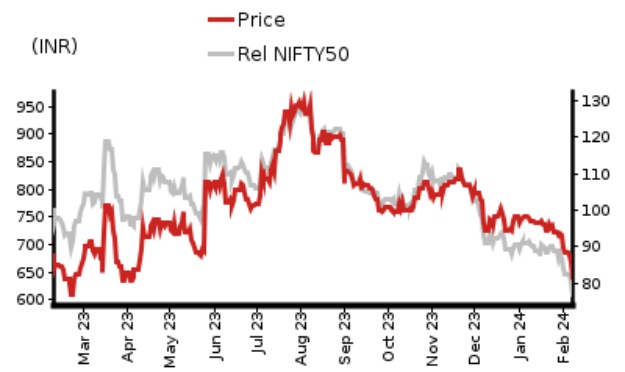 Price
(INR)
Rel NIFTY50
950
900
850
800
750
700
650
600
130
120
110
100
90
80
Mar 23
Apr 23
May 23
Jun 23
Jul 23
Aug 23
Sep 23
Oct 23
Nov 23
Dec 23
Jan 24
Feb 24